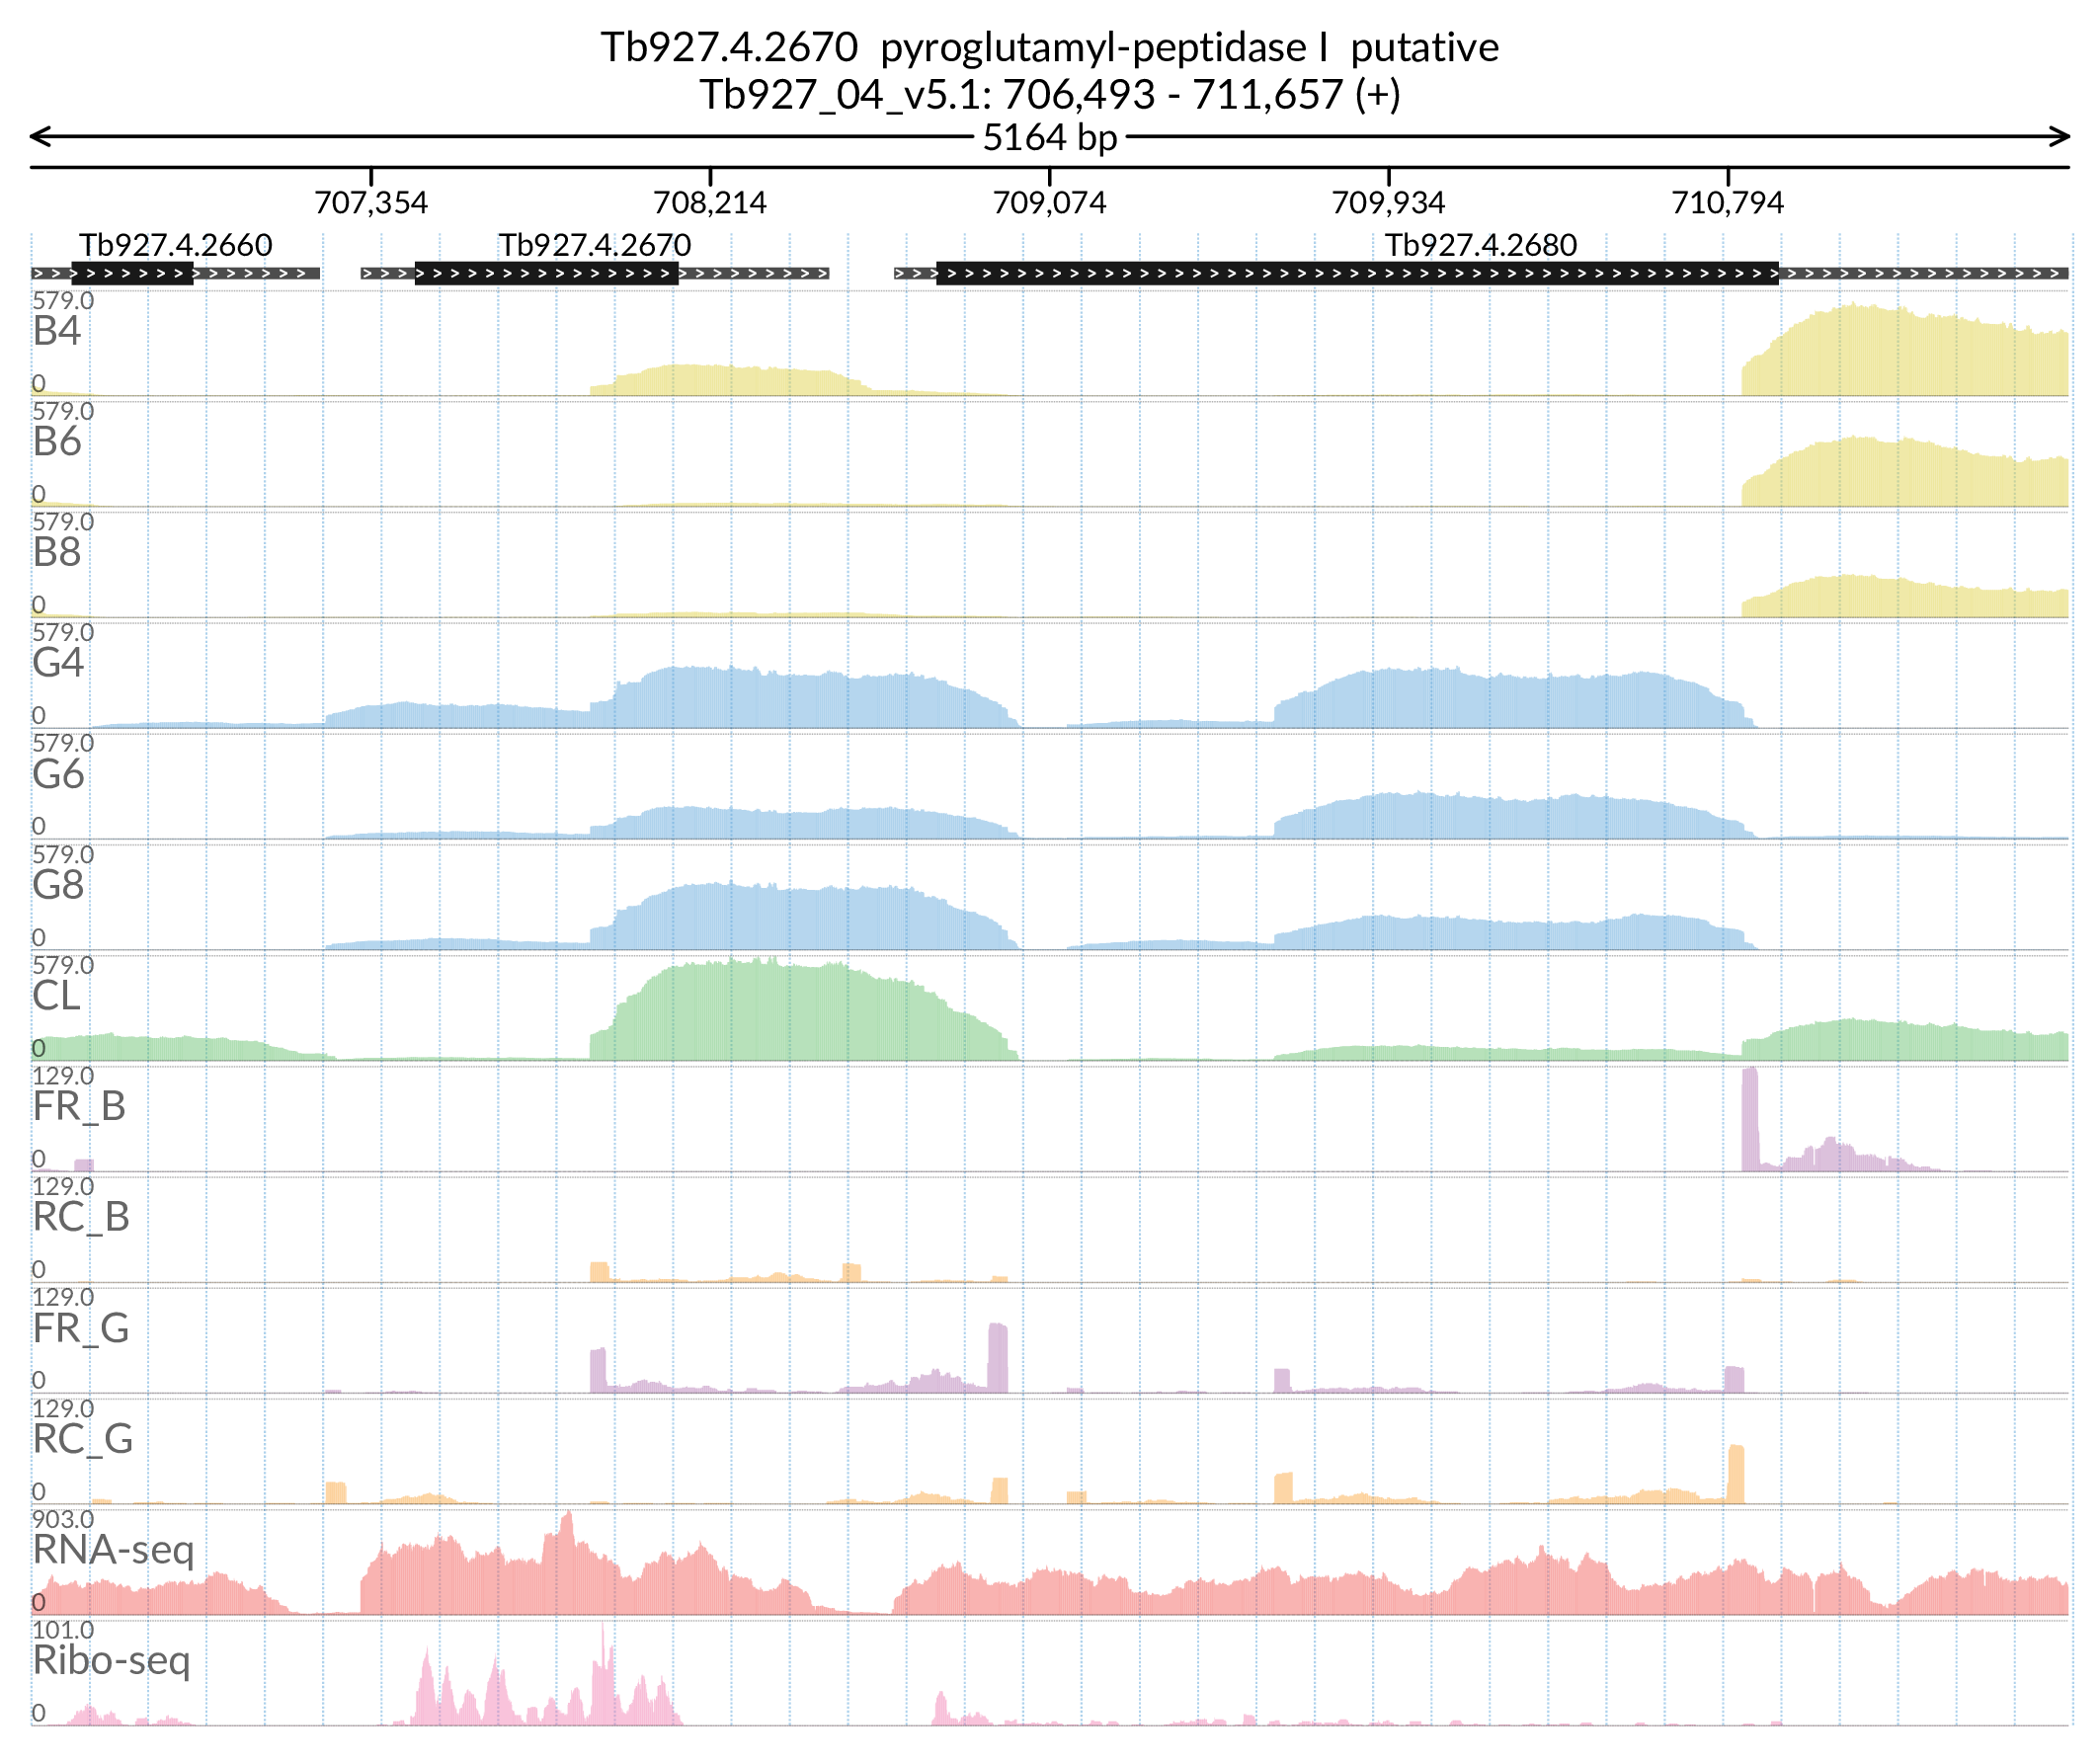 Tb927.4.2670 pyroglutamyl-peptidase I putative
Tb927_04_v5.1: 706,493 - 711,657 (+)
5164 bp
707,354 708,214 709,074 709,934 710,794
Tb927.4.2660 Tb927.4.2670 Tb927.4.2680
579.0
B4
0
579.0
B6
0
579.0
B8
0
579.0
G4
0
579.0
G6
0
579.0
G8
0
579.0
CL
0
129.0
FR_B
0
129.0
RC_B
0
129.0
FR_G
0
129.0
RC_G
0
903.0
RNA-seq
0
101.0
Ribo-seq
0